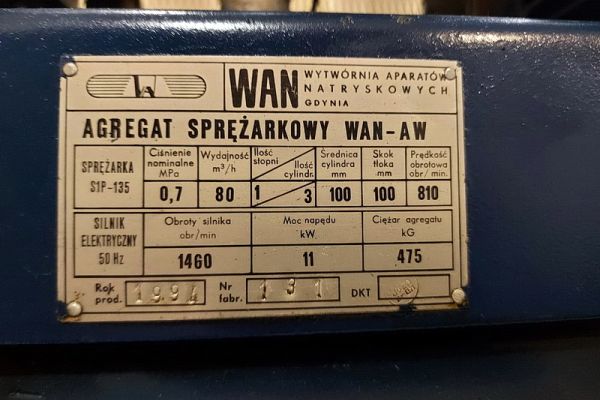 WAN WYTWÓRNIA APARATÓW
NATRYSKOWYCH
GDYNIA
AGREGAT SPRĘŻARKOWY WAN-AW
SPRĘŻARKA
S1P-135
Ciśnienie
nominalne
MPa
0,7
Wydajność
m³/h
80
Ilość
stopni
1
Ilość
cylindr.
3
Średnica
cylindra
mm
100
Skok
tłoka
mm
100
Prędkość
obrotowa
obr/min.
810
SILNIK
ELEKTRYCZNY
50 Hz
Obroty silnika
obr/min
1460
Moc napędu
kW
11
Ciężar agregatu
kG
475
Rok
prod. 1994
Nr
fabr. 131
DKT